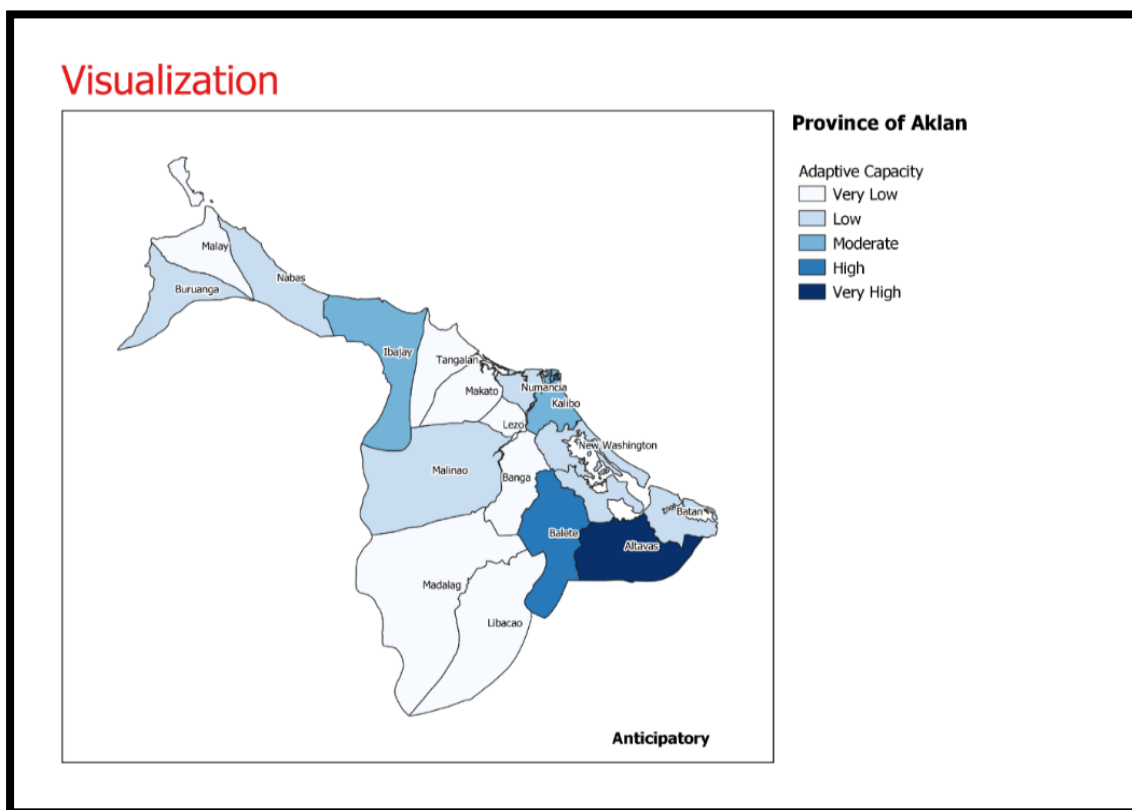 Visualization
Province of Aklan
Adaptive Capacity
Very Low
Low
Moderate
High
Very High
Malay
Nabas
Buruanga
Ibajay
Tangalan
Makato
Numancia
Kalibo
Lezo
New Washington
Malinao
Banga
Batan
Balete
Altavas
Madalag
Libacao
Anticipatory